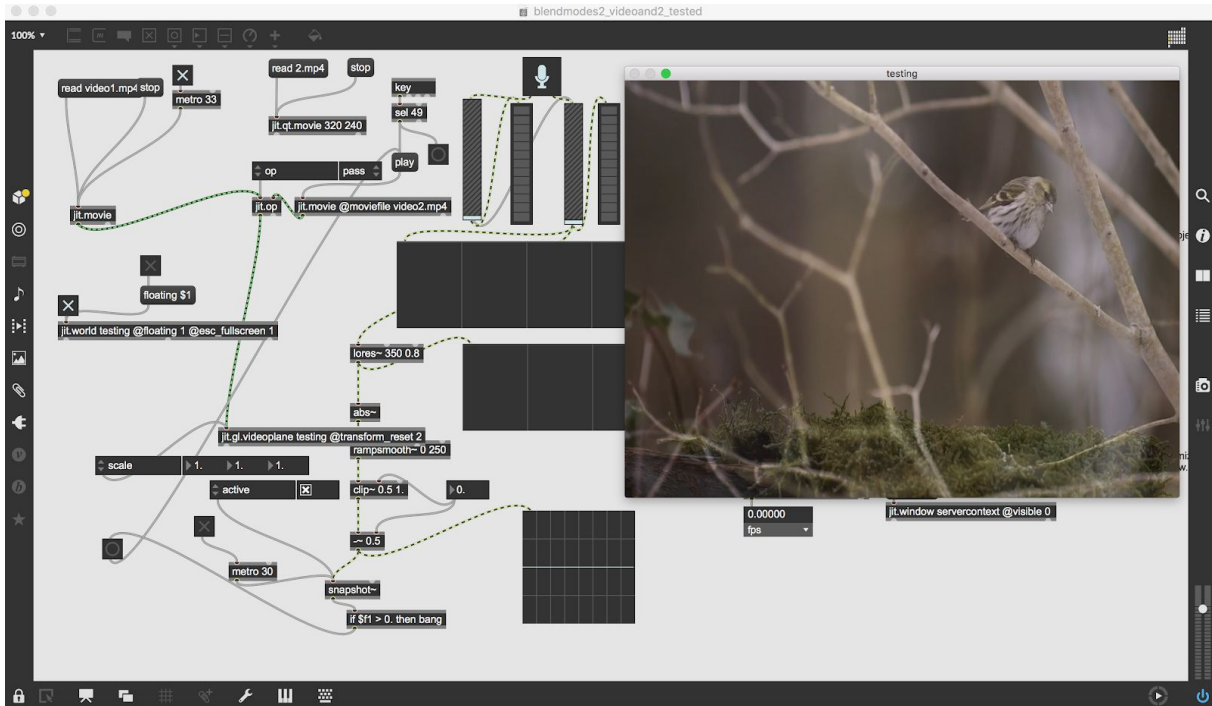 blendmodes2_videoand2_tested
100%
read video1.mp4
stop
metro 33
read 2.mp4
stop
key
sel 49
jit.qt.movie 320 240
play
op
pass
jit.movie
jit.op
jit.movie @moviefile video2.mp4
floating $1
jit.world testing @floating 1 @esc_fullscreen 1
lores~ 350 0.8
abs~
jit.gl.videoplane testing @transform_reset 2
rampsmooth~ 0 250
scale
1.
1.
1.
active
clip~ 0.5 1.
0.
-~ 0.5
metro 30
snapshot~
if $f1 > 0. then bang
testing
0.00000
fps
jit.window servercontext @visible 0